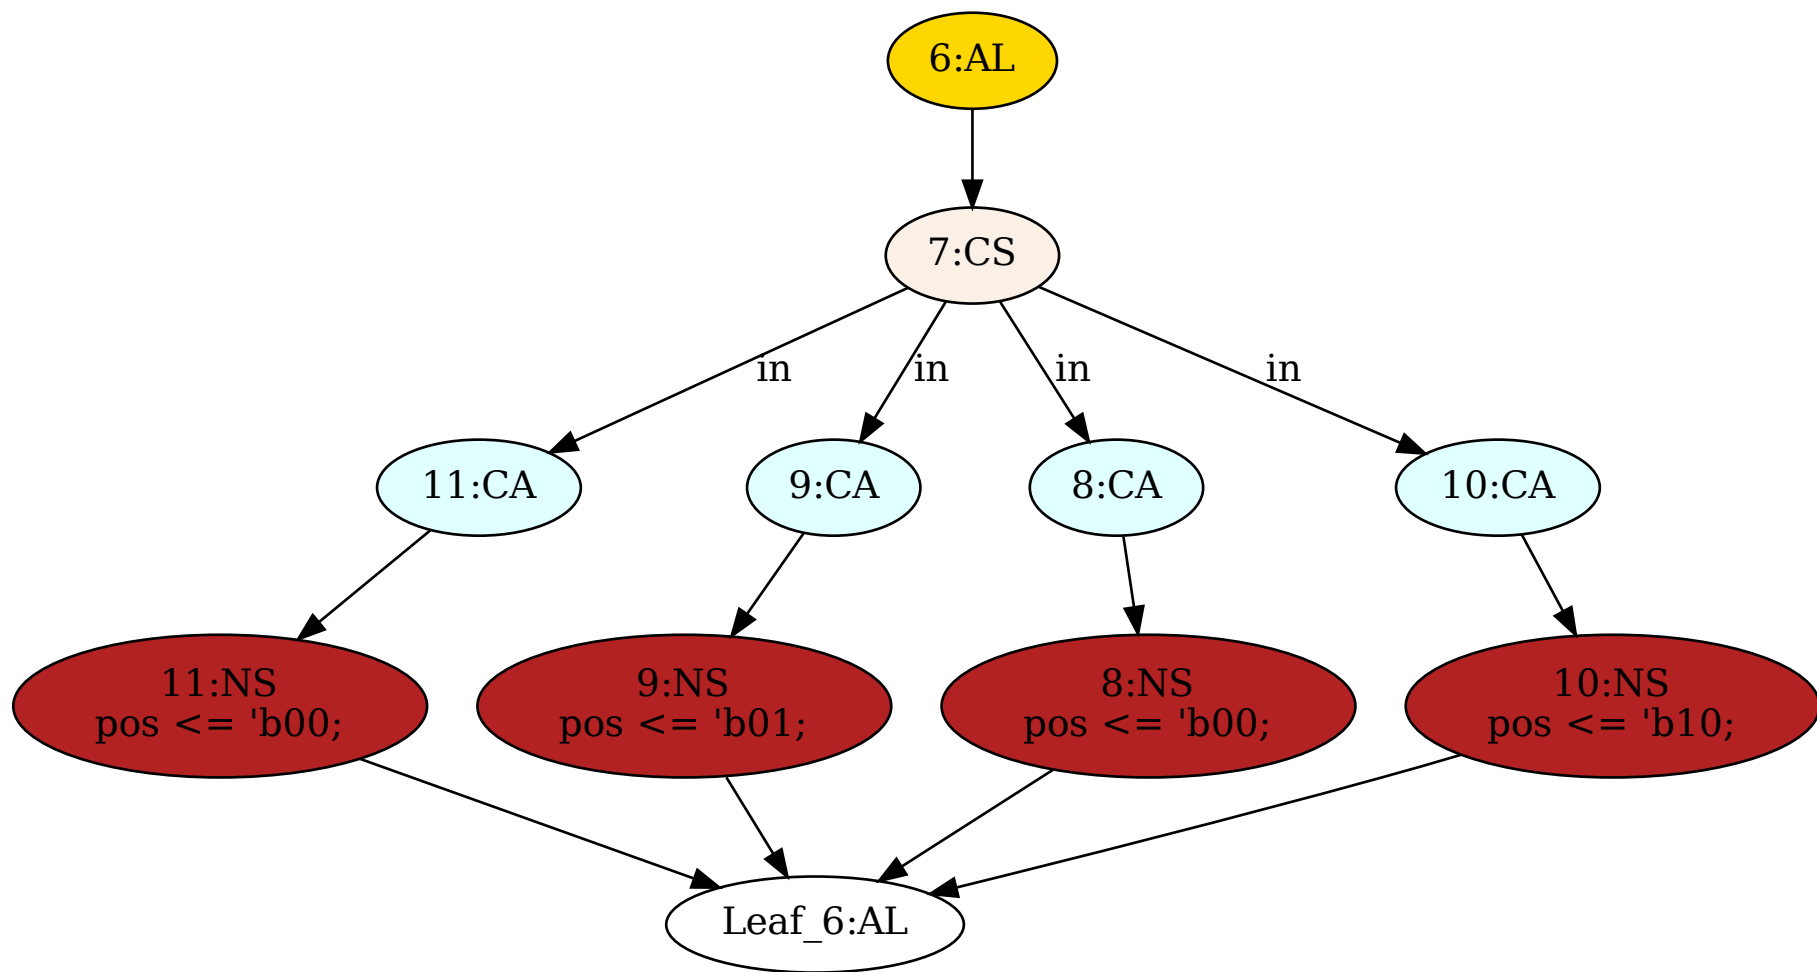 6:AL
7:CS
in
in
in
in
11:CA
9:CA
8:CA
10:CA
11:NS
pos <= 'b00;
9:NS
pos <= 'b01;
8:NS
pos <= 'b00;
10:NS
pos <= 'b10;
Leaf_6:AL